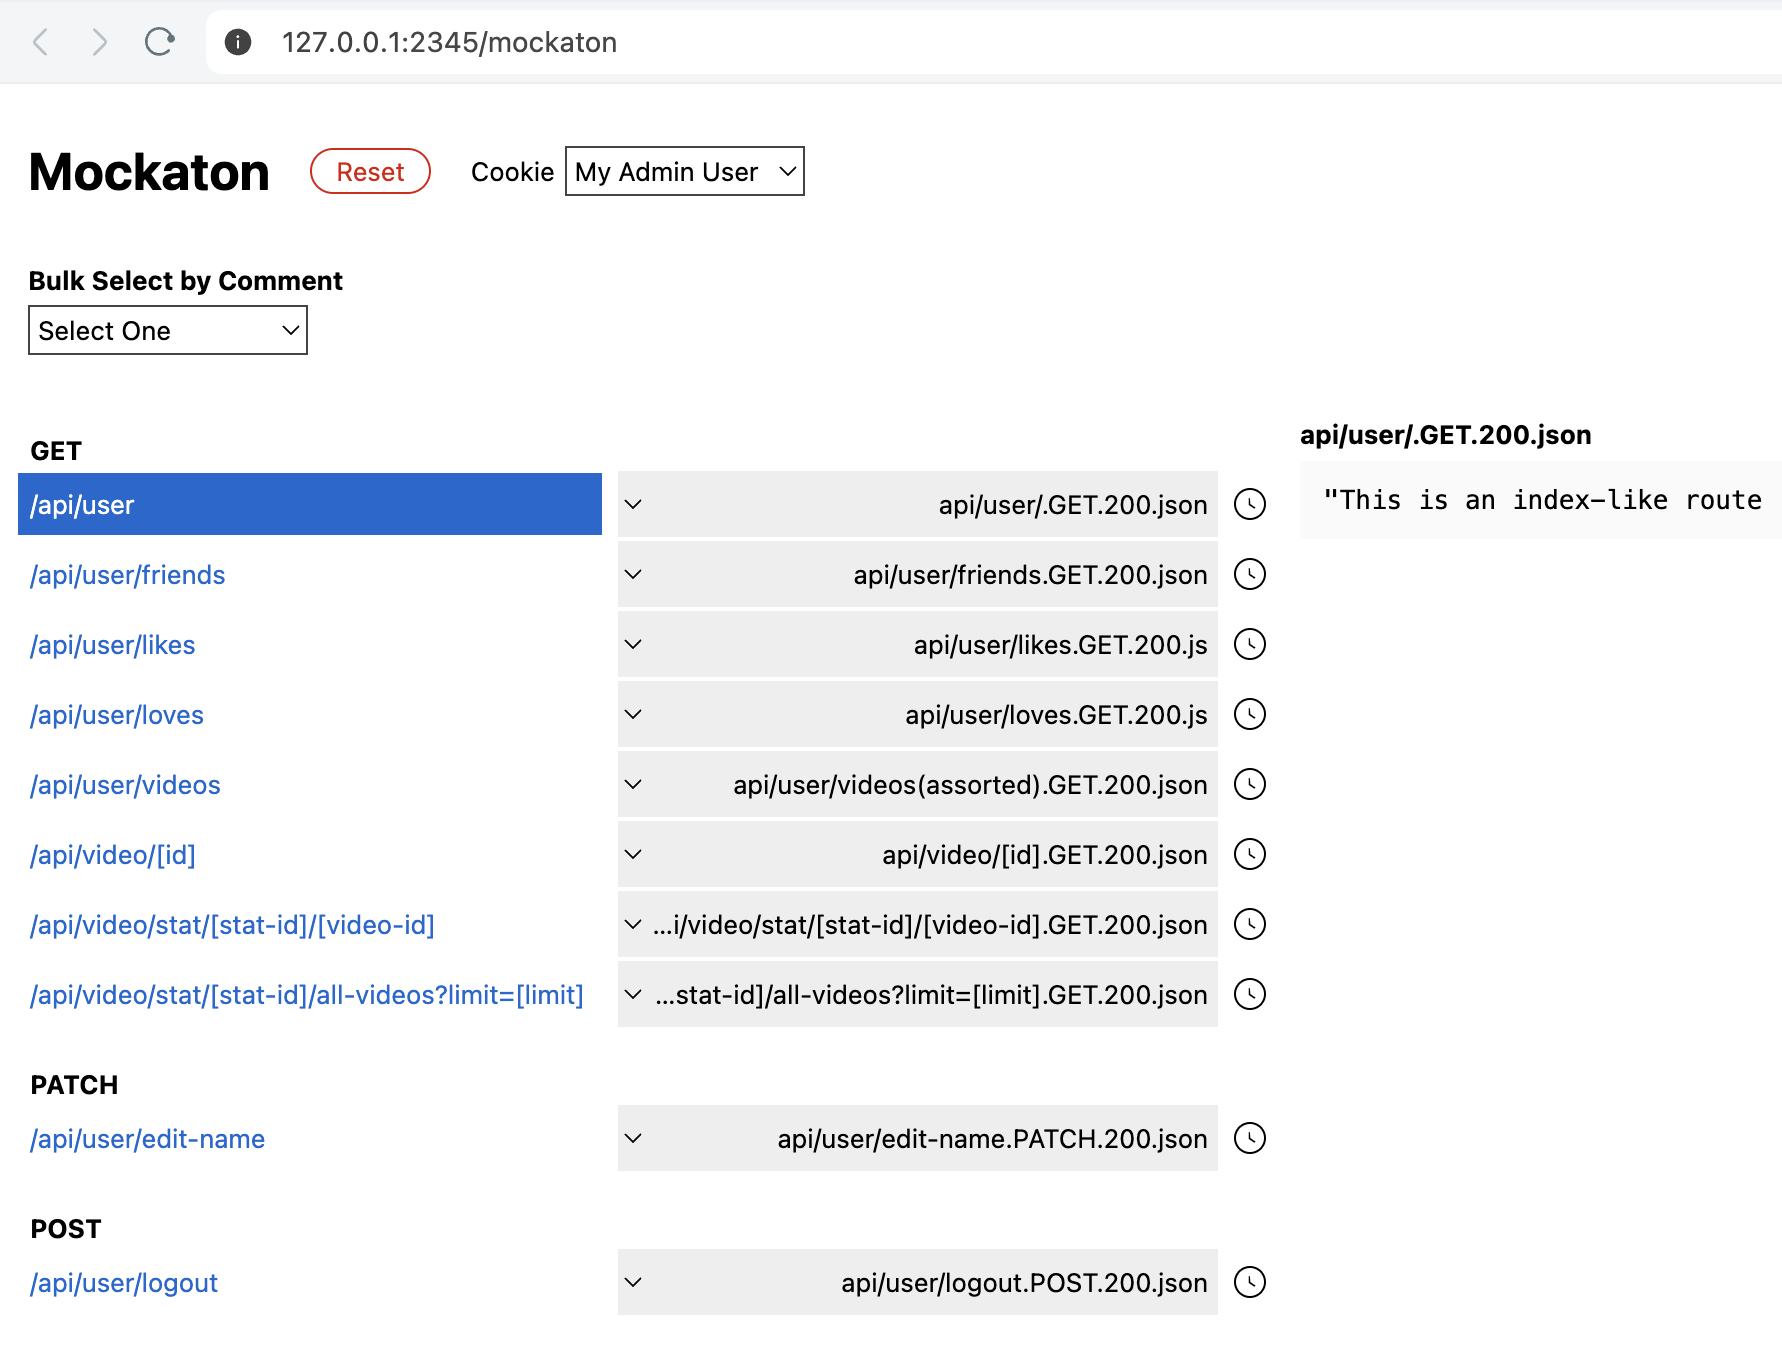 127.0.0.1:2345/mockaton
Mockaton Reset Cookie My Admin User
Bulk Select by Comment
Select One
GET
/api/user api/user/.GET.200.json
/api/user/friends api/user/friends.GET.200.json
/api/user/likes api/user/likes.GET.200.js
/api/user/loves api/user/loves.GET.200.js
/api/user/videos api/user/videos(assorted).GET.200.json
/api/video/[id] api/video/[id].GET.200.json
/api/video/stat/[stat-id]/[video-id] ...i/video/stat/[stat-id]/[video-id].GET.200.json
/api/video/stat/[stat-id]/all-videos?limit=[limit] ...stat-id]/all-videos?limit=[limit].GET.200.json
PATCH
/api/user/edit-name api/user/edit-name.PATCH.200.json
POST
/api/user/logout api/user/logout.POST.200.json
api/user/.GET.200.json
"This is an index-like route